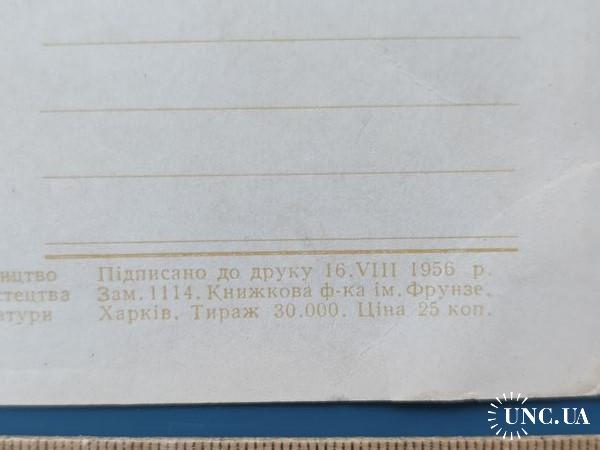 ництво Підписано до друку 16.VIII 1956 р.
стецтва Зам. 1114. Книжкова ф-ка ім. Фрунзе.
атури Харків. Тираж 30.000. Ціна 25 коп.
UNC.UA